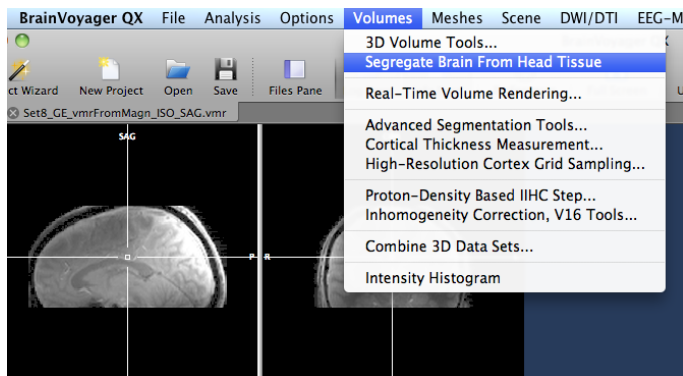 BrainVoyager QX File Analysis Options Volumes Meshes Scene DWI/DTI EEG-M
3D Volume Tools...
Segregate Brain From Head Tissue
ct Wizard New Project Open Save Files Pane
Real-Time Volume Rendering...
Set8_GE_vmrFromMagn_ISO_SAG.vmr
Advanced Segmentation Tools...
SAG
Cortical Thickness Measurement...
High-Resolution Cortex Grid Sampling...
Proton-Density Based IIHC Step...
Inhomogeneity Correction, V16 Tools...
Combine 3D Data Sets...
P R
Intensity Histogram